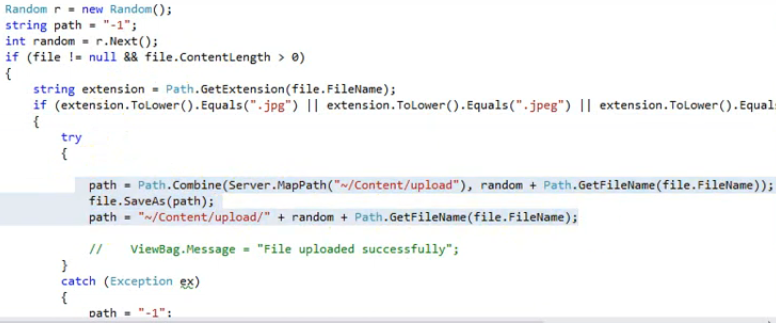 Random r = new Random();
string path = "-1";
int random = r.Next();
if (file != null && file.ContentLength > 0)
{
string extension = Path.GetExtension(file.FileName);
if (extension.ToLower().Equals(".jpg") || extension.ToLower().Equals(".jpeg") || extension.ToLower().Equal
{
try
{
path = Path.Combine(Server.MapPath("~/Content/upload"), random + Path.GetFileName(file.FileName));
file.SaveAs(path);
path = "~/Content/upload/" + random + Path.GetFileName(file.FileName);
// ViewBag.Message = "File uploaded successfully";
}
catch (Exception ex)
{
path = "-1";